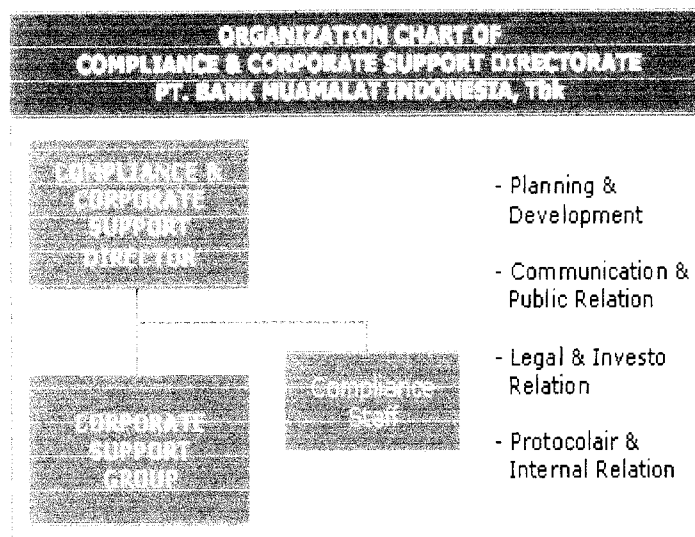 ORGANIZATION CHART OF
COMPLIANCE & CORPORATE SUPPORT DIRECTORATE
PT. BANK MUAMALAT INDONESIA, Tbk
COMPLIANCE &
CORPORATE
SUPPORT
DIRECTOR
- Planning &
Development
- Communication &
Public Relation
- Legal & Investo
Relation
- Protocolair &
Internal Relation
Compliance
Staff
CORPORATE
SUPPORT
GROUP